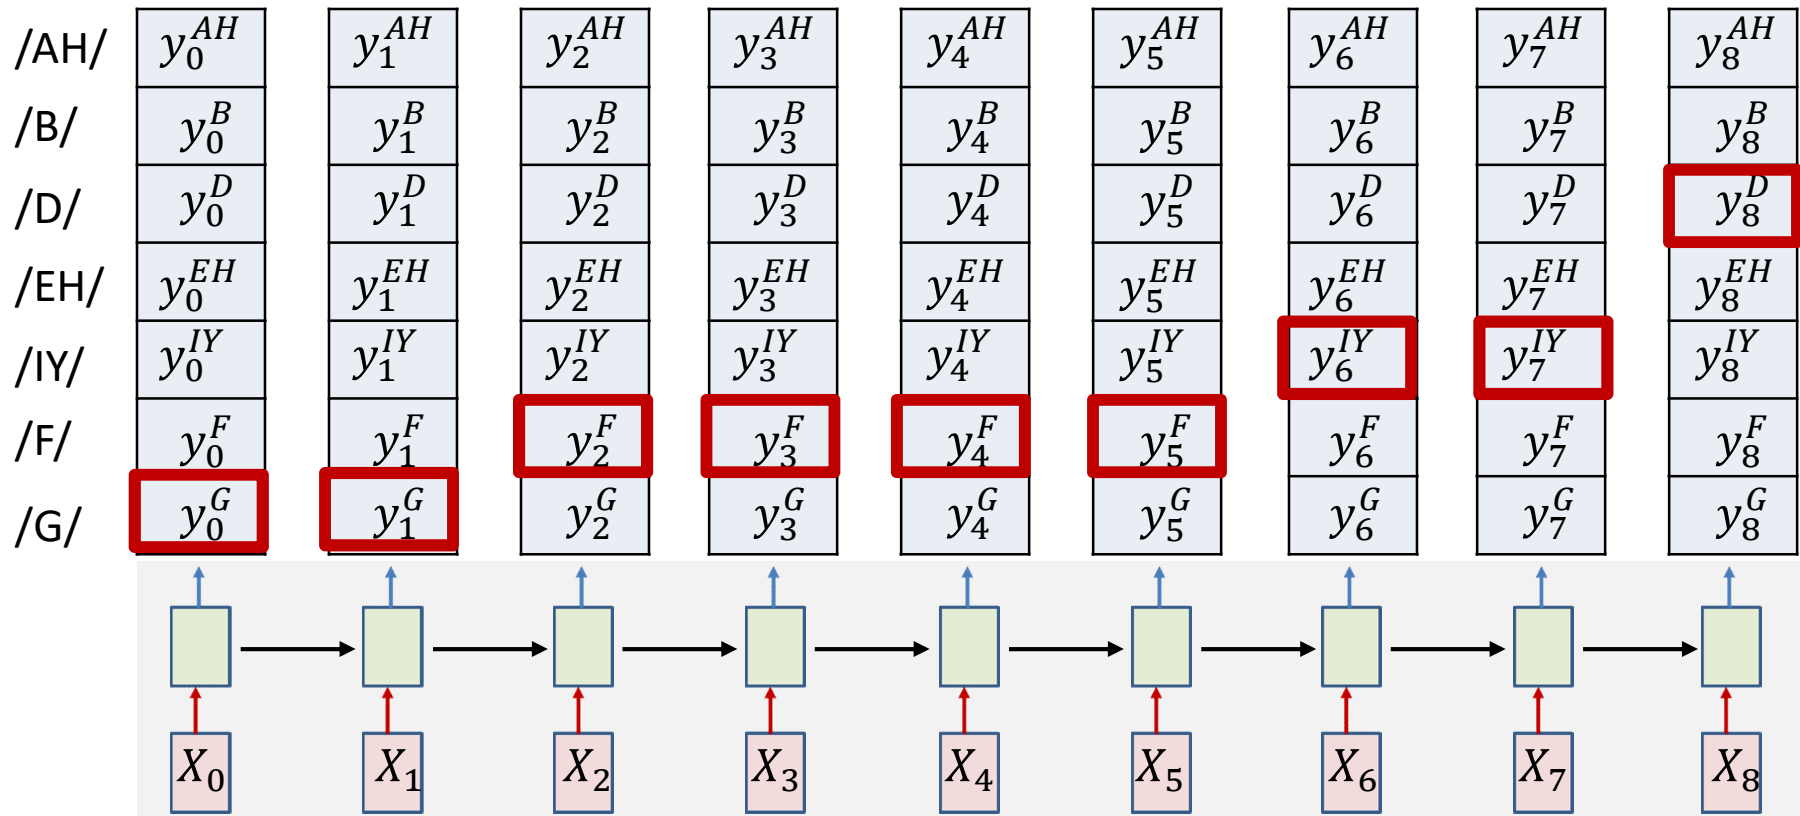 /AH/ y_0^{AH} y_1^{AH} y_2^{AH} y_3^{AH} y_4^{AH} y_5^{AH} y_6^{AH} y_7^{AH} y_8^{AH}
/B/ y_0^B y_1^B y_2^B y_3^B y_4^B y_5^B y_6^B y_7^B y_8^B
/D/ y_0^D y_1^D y_2^D y_3^D y_4^D y_5^D y_6^D y_7^D y_8^D
/EH/ y_0^{EH} y_1^{EH} y_2^{EH} y_3^{EH} y_4^{EH} y_5^{EH} y_6^{EH} y_7^{EH} y_8^{EH}
/IY/ y_0^{IY} y_1^{IY} y_2^{IY} y_3^{IY} y_4^{IY} y_5^{IY} y_6^{IY} y_7^{IY} y_8^{IY}
/F/ y_0^F y_1^F y_2^F y_3^F y_4^F y_5^F y_6^F y_7^F y_8^F
/G/ y_0^G y_1^G y_2^G y_3^G y_4^G y_5^G y_6^G y_7^G y_8^G
X_0 X_1 X_2 X_3 X_4 X_5 X_6 X_7 X_8